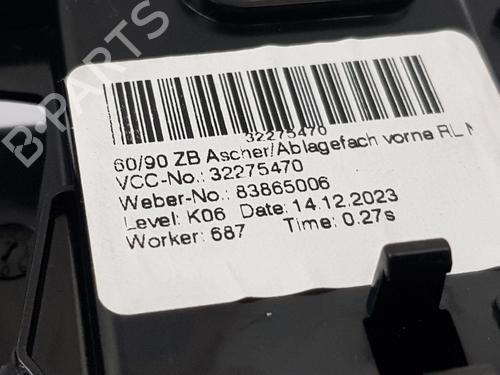 B-PARTS
32275470
60/90 ZB Ascher/Ablagefach vorne RL
VCC-No.: 32275470
Weber-No.: 83865006
Level: K06 Date: 14.12.2023
Worker: 687 Time: 0.27s